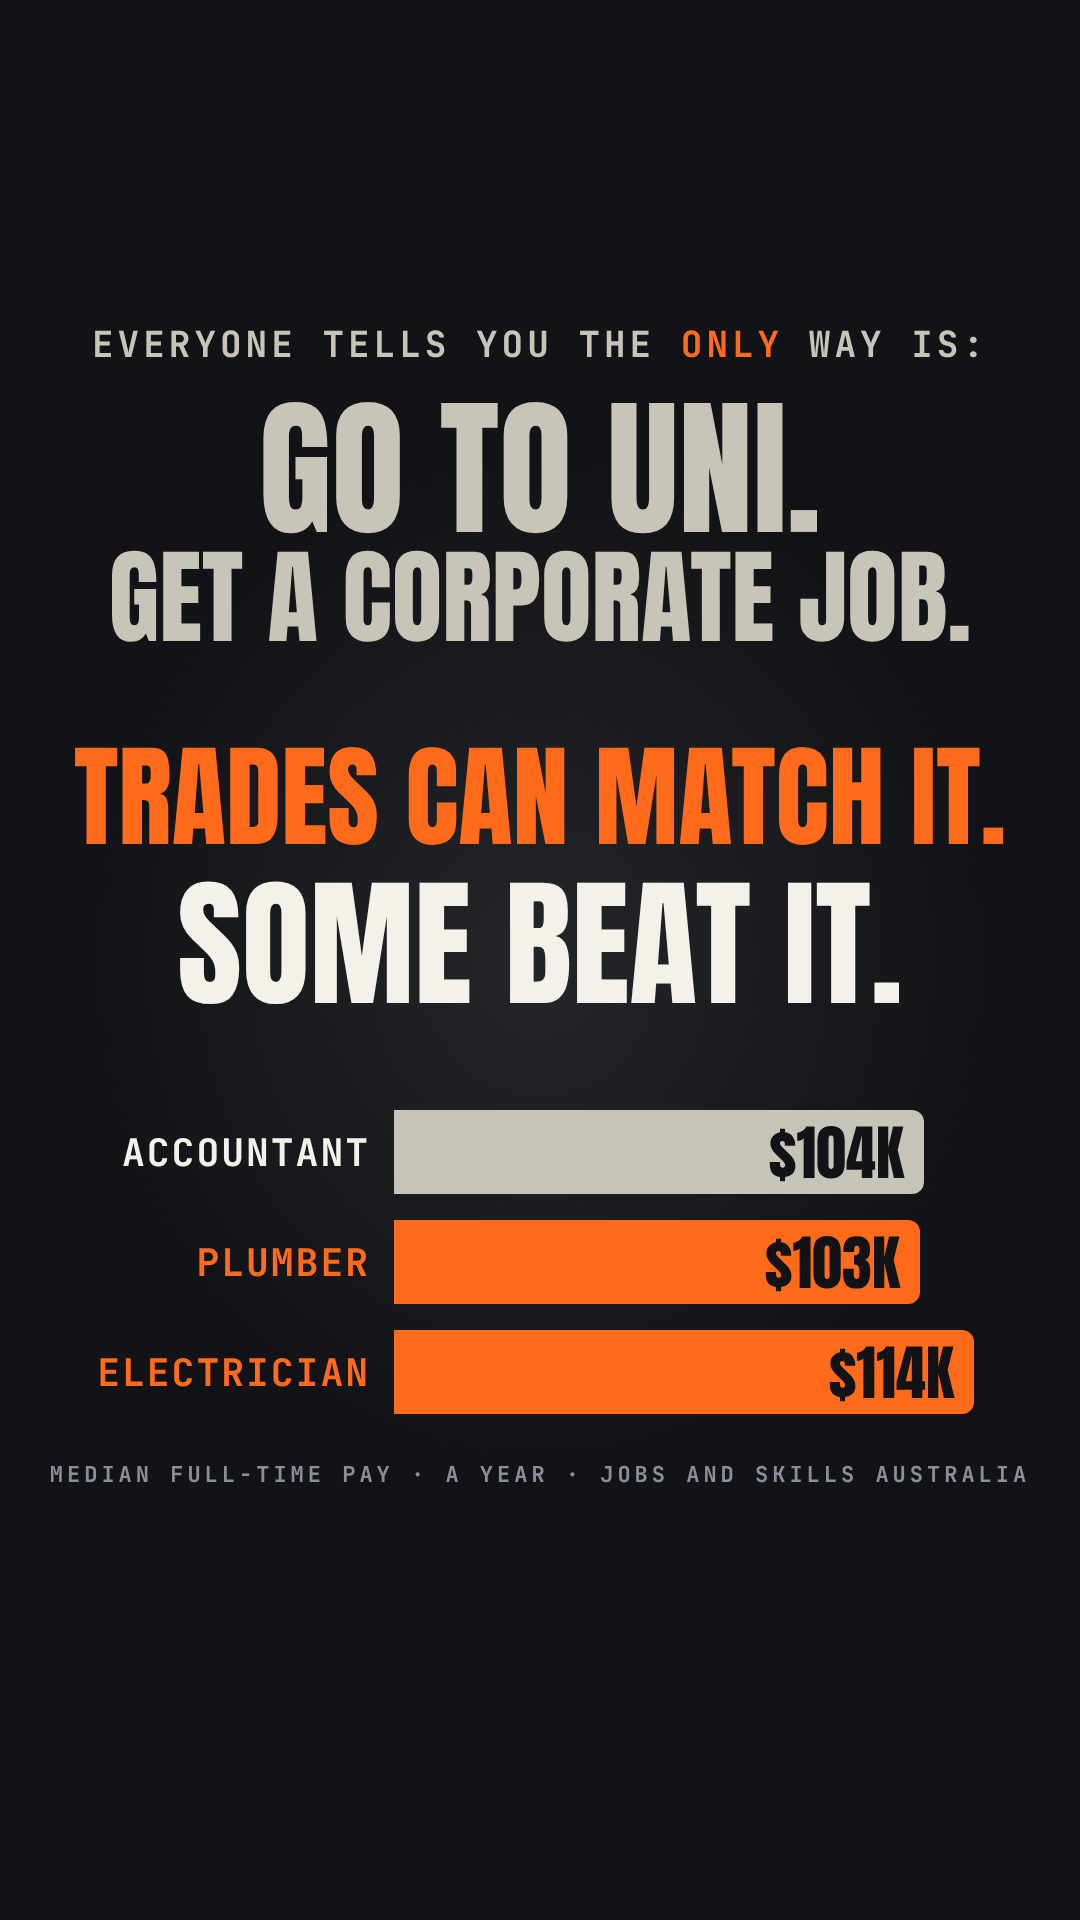 EVERYONE TELLS YOU THE ONLY WAY IS:
GO TO UNI.
GET A CORPORATE JOB.
TRADES CAN MATCH IT.
SOME BEAT IT.
ACCOUNTANT $104K
PLUMBER $103K
ELECTRICIAN $114K
MEDIAN FULL-TIME PAY · A YEAR · JOBS AND SKILLS AUSTRALIA